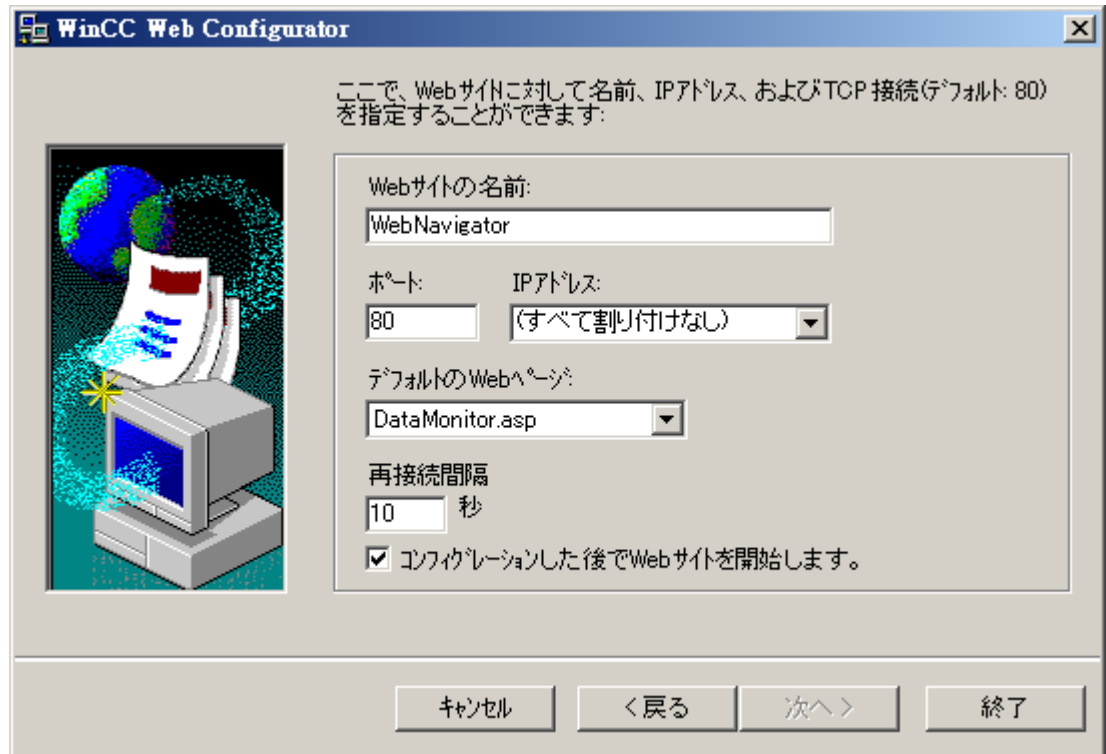 WinCC Web Configurator
ここで、Webサイトに対して名前、IPアドレス、およびTCP 接続(デフォルト: 80)
を指定することができます:
Webサイトの名前:
WebNavigator
ポート: IPアドレス:
80 (すべて割り付けなし)
デフォルトのWebページ:
DataMonitor.asp
再接続間隔
10 秒
コンフィグレーションした後でWebサイトを開始します。
キャンセル <戻る 次へ> 終了